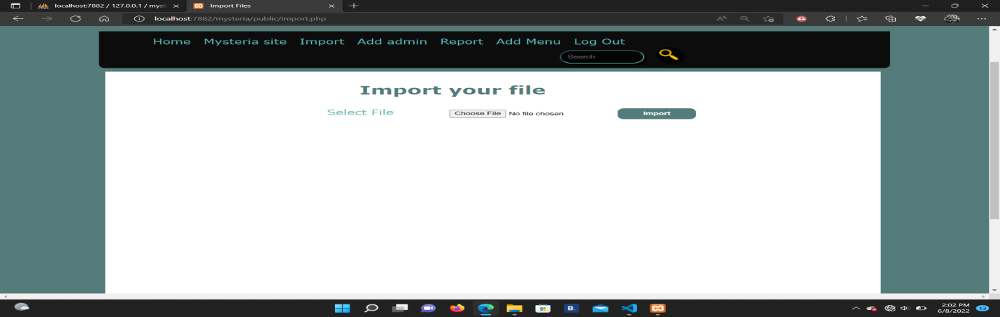 localhost:7882 / 127.0.0.1 / myst
Import Files
localhost:7882/mysteria/public/import.php
Home Mysteria site Import Add admin Report Add Menu Log Out
Search
Import your file
Select File Choose File No file chosen Import
B.
2:02 PM
6/8/2022
13